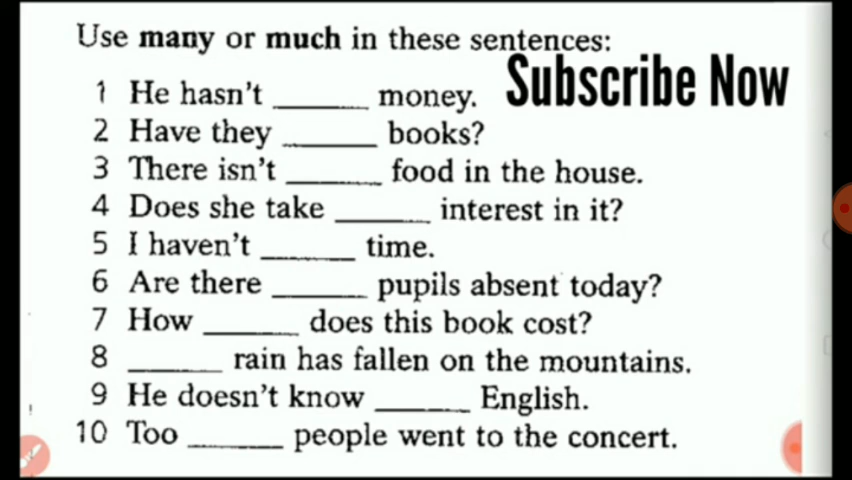 Use many or much in these sentences:
Subscribe Now
1 He hasn't ______ money.
2 Have they ______ books?
3 There isn't ______ food in the house.
4 Does she take ______ interest in it?
5 I haven't ______ time.
6 Are there ______ pupils absent today?
7 How ______ does this book cost?
8 ______ rain has fallen on the mountains.
9 He doesn't know ______ English.
10 Too ______ people went to the concert.